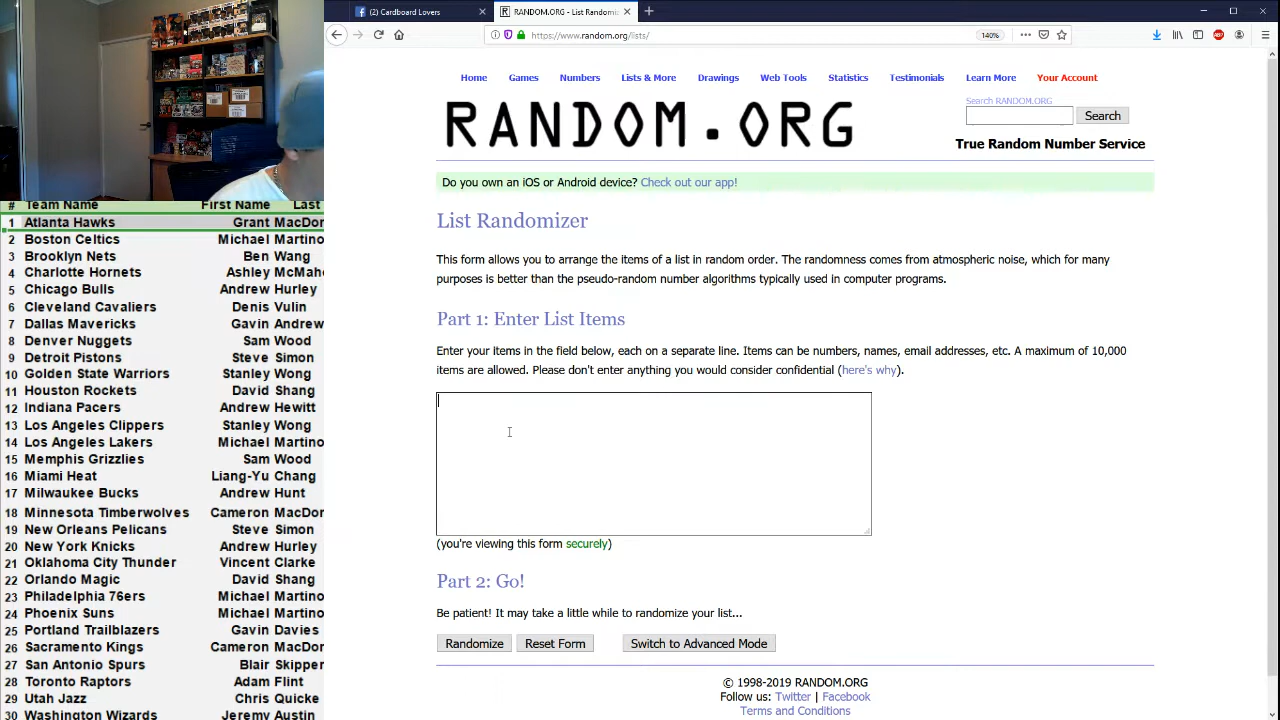 (2) Cardboard Lovers
RANDOM.ORG - List Randomiz
https://www.random.org/lists/
140%
Home Games Numbers Lists & More Drawings Web Tools Statistics Testimonials Learn More Your Account
RANDOM.ORG
Search RANDOM.ORG
Search
True Random Number Service
Do you own an iOS or Android device? Check out our app!
List Randomizer
This form allows you to arrange the items of a list in random order. The randomness comes from atmospheric noise, which for many
purposes is better than the pseudo-random number algorithms typically used in computer programs.
Part 1: Enter List Items
Enter your items in the field below, each on a separate line. Items can be numbers, names, email addresses, etc. A maximum of 10,000
items are allowed. Please don't enter anything you would consider confidential (here's why).
(you're viewing this form securely)
Part 2: Go!
Be patient! It may take a little while to randomize your list...
Randomize Reset Form Switch to Advanced Mode
© 1998-2019 RANDOM.ORG
Follow us: Twitter | Facebook
Terms and Conditions
# Team Name First Name Last
1 Atlanta Hawks Grant MacDor
2 Boston Celtics Michael Martino
3 Brooklyn Nets Ben Wang
4 Charlotte Hornets Ashley McMaho
5 Chicago Bulls Andrew Hurley
6 Cleveland Cavaliers Denis Vulin
7 Dallas Mavericks Gavin Andrew
8 Denver Nuggets Sam Wood
9 Detroit Pistons Steve Simon
10 Golden State Warriors Stanley Wong
11 Houston Rockets David Shang
12 Indiana Pacers Andrew Hewitt
13 Los Angeles Clippers Stanley Wong
14 Los Angeles Lakers Michael Martino
15 Memphis Grizzlies Sam Wood
16 Miami Heat Liang-Yu Chang
17 Milwaukee Bucks Andrew Hunt
18 Minnesota Timberwolves Cameron MacDor
19 New Orleans Pelicans Steve Simon
20 New York Knicks Andrew Hurley
21 Oklahoma City Thunder Vincent Clarke
22 Orlando Magic David Shang
23 Philadelphia 76ers Michael Martino
24 Phoenix Suns Michael Martino
25 Portland Trailblazers Gavin Davies
26 Sacramento Kings Cameron MacDor
27 San Antonio Spurs Blair Skipper
28 Toronto Raptors Adam Flint
29 Utah Jazz Chris Quicke
30 Washington Wizards Jeremy Austin